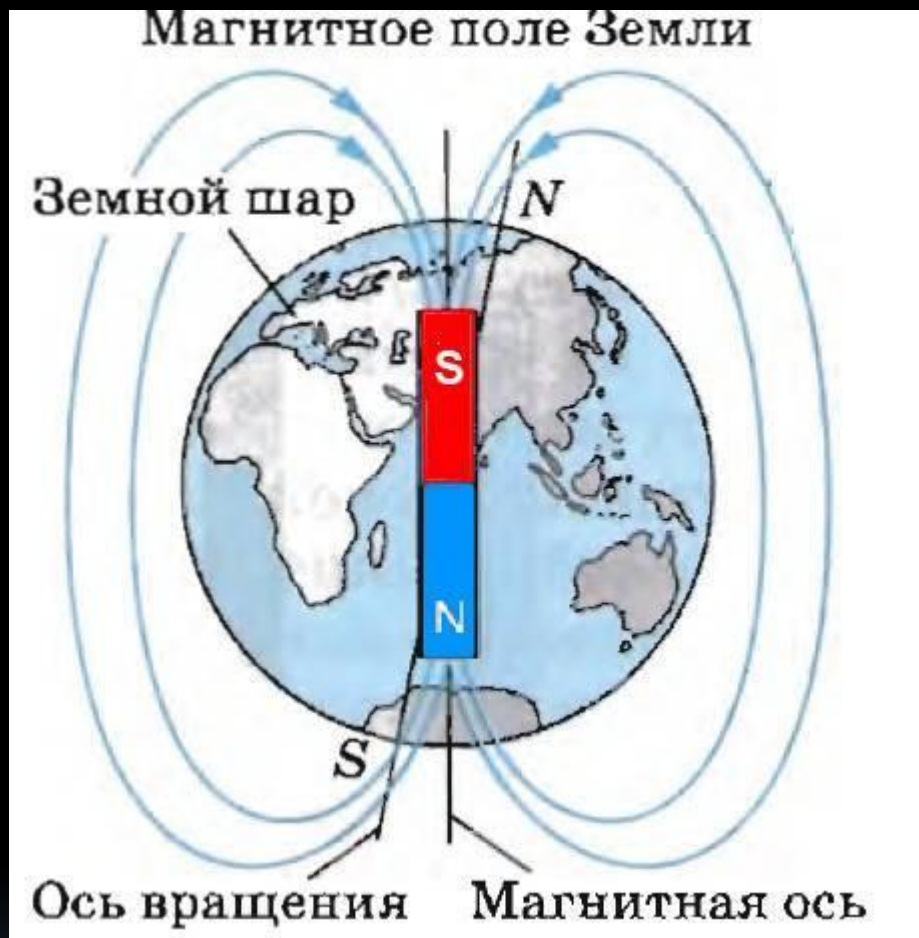 Магнитное поле Земли
Земной шар
N
S
N
S
Ось вращения
Магнитная ось